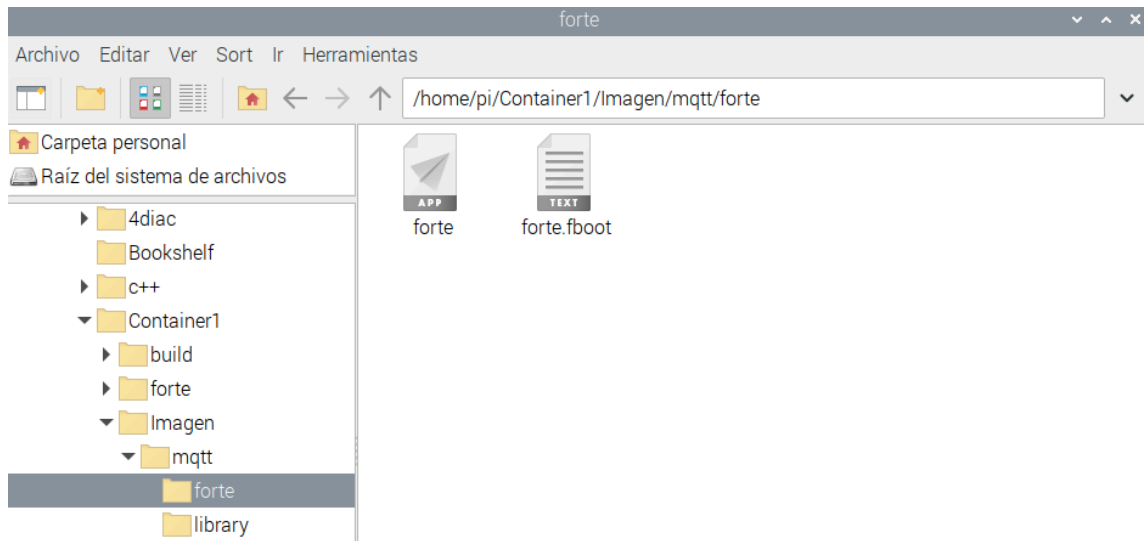 forte
Archivo Editar Ver Sort Ir Herramientas
/home/pi/Container1/Imagen/mqtt/forte
Carpeta personal
Raíz del sistema de archivos
4diac
Bookshelf
c++
Container1
build
forte
Imagen
mqtt
forte
library
APP
forte
TEXT
forte.fboot